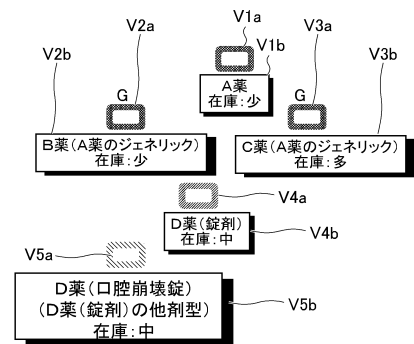 V1a
V2a
V3a
V2b
V1b
V3b
A薬
在庫:少
G
G
B薬(A薬のジェネリック)
在庫:少
C薬(A薬のジェネリック)
在庫:多
V4a
D薬(錠剤)
在庫:中
V4b
V5a
D薬(口腔崩壊錠)
(D薬(錠剤)の他剤型)
在庫:中
V5b